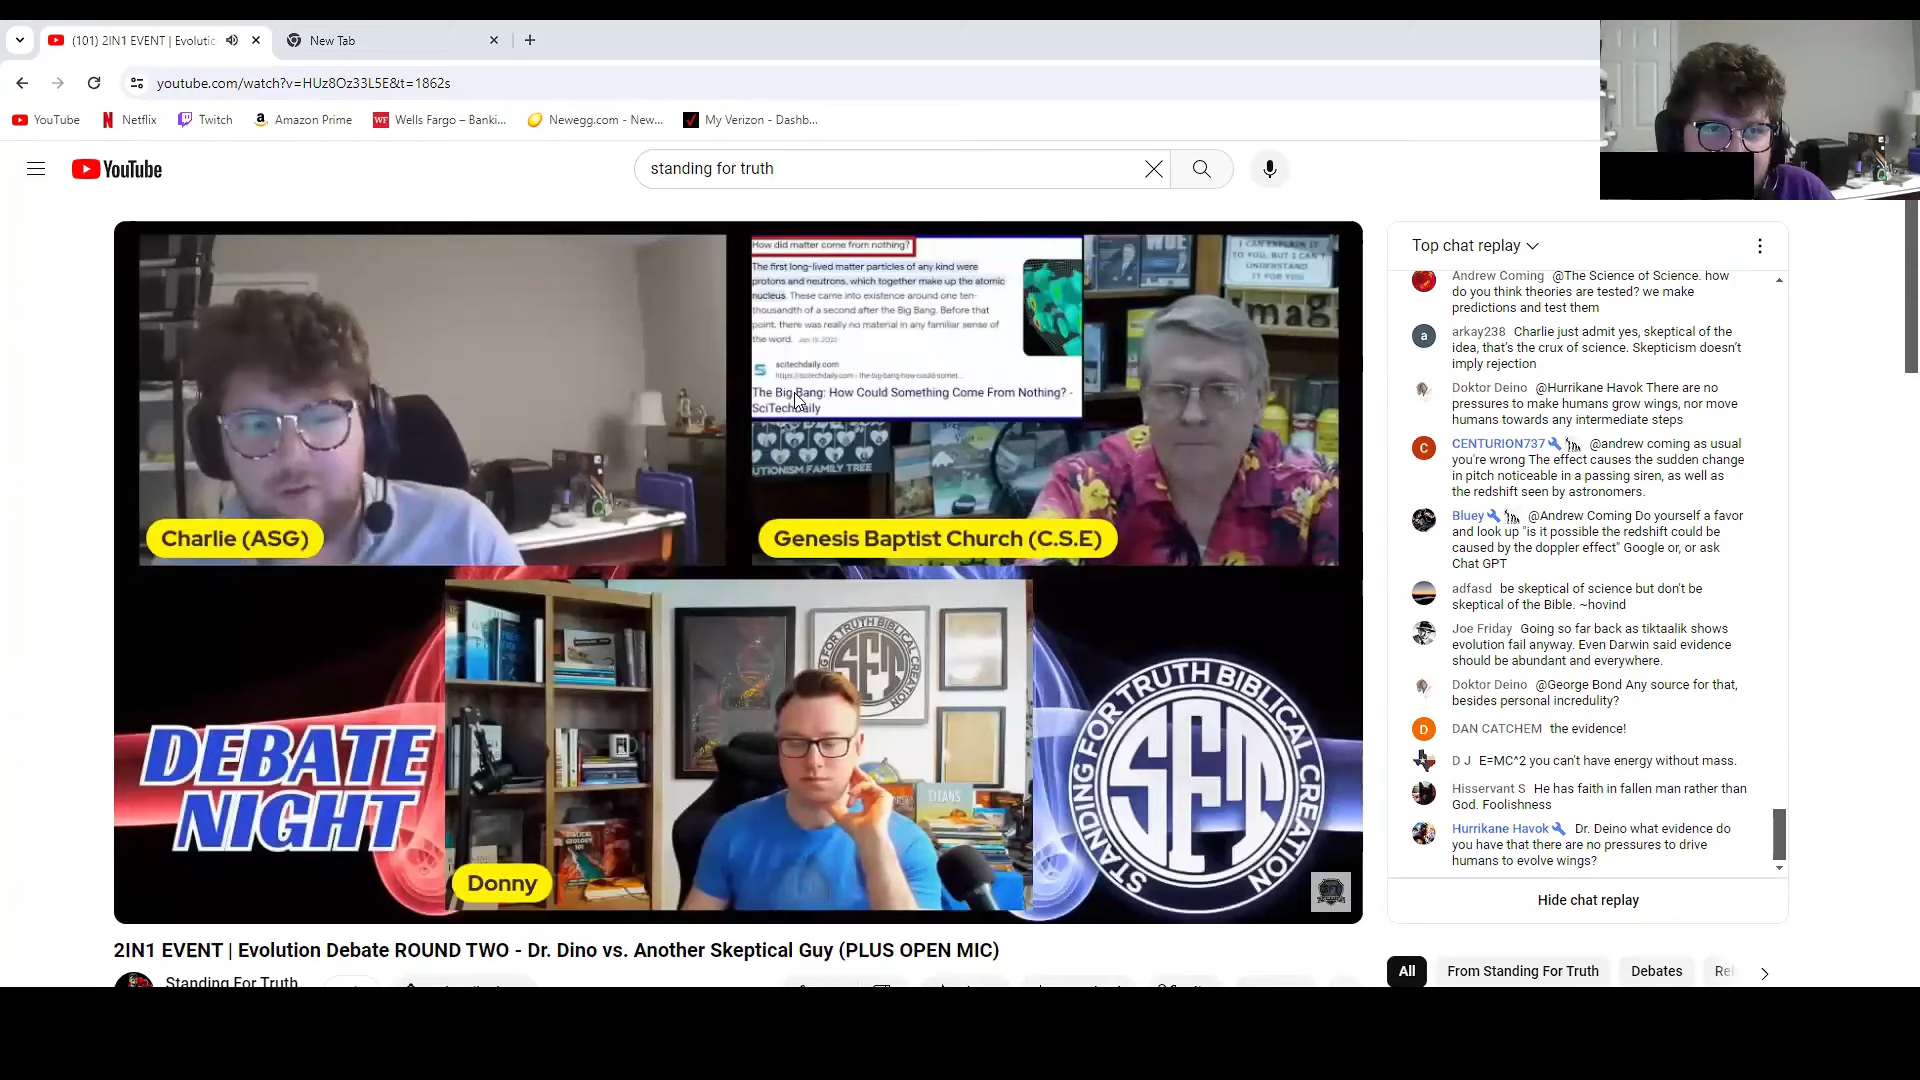 (101) 2IN1 EVENT | Evolutic
New Tab
youtube.com/watch?v=HUz8Oz33L5E&t=1862s
YouTube
Netflix
Twitch
Amazon Prime
Wells Fargo – Banki...
Newegg.com - New...
My Verizon - Dashb...
YouTube
standing for truth
How did matter come from nothing?
The first long-lived matter particles of any kind were
protons and neutrons, which together make up the atomic
nucleus. These came into existence around one ten-
thousandth of a second after the Big Bang. Before that
point, there was really no material in any familiar sense of
the word.
scitechdaily.com
The Big Bang: How Could Something Come From Nothing? -
SciTechDaily
I CAN EXPLAIN IT
TO YOU, BUT I CAN'T
UNDERSTAND
IT FOR YOU
UTIONISM FAMILY TREE
Charlie (ASG)
Genesis Baptist Church (C.S.E)
DEBATE
NIGHT
Donny
TITANS
STANDING FOR TRUTH BIBLICAL CREATION
SFT
Top chat replay
Andrew Coming @The Science of Science. how
do you think theories are tested? we make
predictions and test them
arkay238 Charlie just admit yes, skeptical of the
idea, that's the crux of science. Skepticism doesn't
imply rejection
Doktor Deino @Hurrikane Havok There are no
pressures to make humans grow wings, nor move
humans towards any intermediate steps
CENTURION737 @andrew coming as usual
you're wrong The effect causes the sudden change
in pitch noticeable in a passing siren, as well as
the redshift seen by astronomers.
Bluey @Andrew Coming Do yourself a favor
and look up "is it possible the redshift could be
caused by the doppler effect" Google or, or ask
Chat GPT
adfasd be skeptical of science but don't be
skeptical of the Bible. ~hovind
Joe Friday Going so far back as tiktaalik shows
evolution fail anyway. Even Darwin said evidence
should be abundant and everywhere.
Doktor Deino @George Bond Any source for that,
besides personal incredulity?
DAN CATCHEM the evidence!
D J E=MC^2 you can't have energy without mass.
Hisservant S He has faith in fallen man rather than
God. Foolishness
Hurrikane Havok Dr. Deino what evidence do
you have that there are no pressures to drive
humans to evolve wings?
Hide chat replay
2IN1 EVENT | Evolution Debate ROUND TWO - Dr. Dino vs. Another Skeptical Guy (PLUS OPEN MIC)
Standing For Truth
All
From Standing For Truth
Debates
Rel